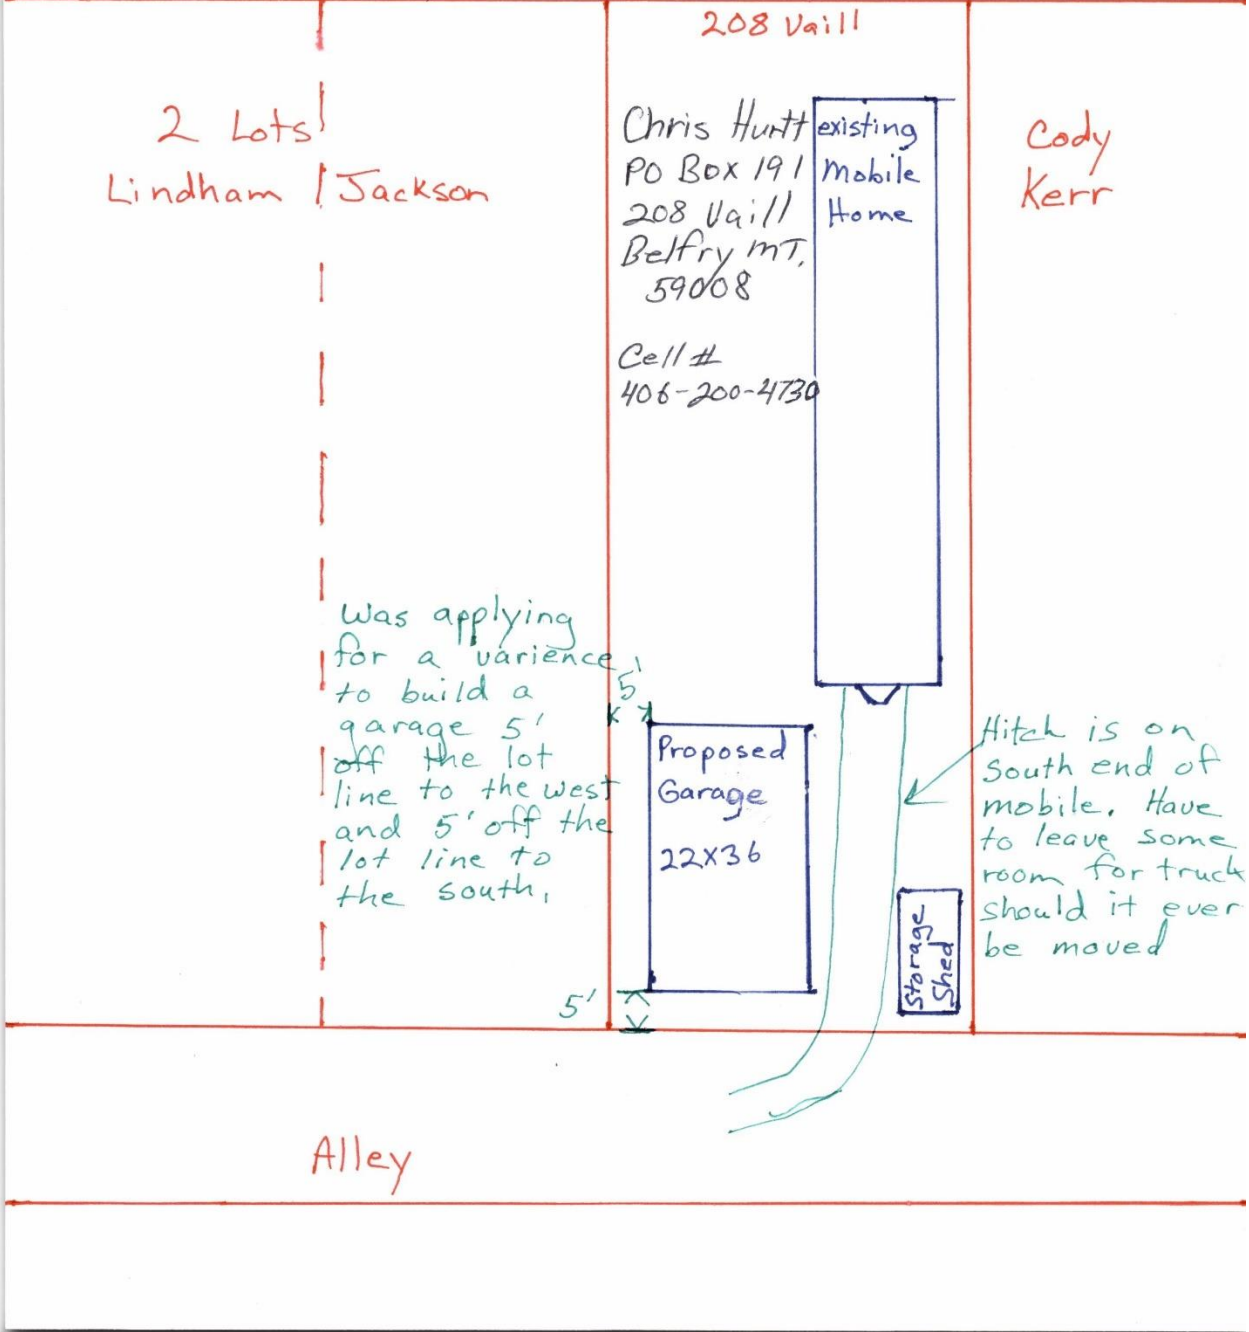 208 Vaill
2 Lots
Lindham | Jackson
Chris Hurtt
PO Box 191
208 Vaill
Belfry MT.
59008
Cell #
406-200-4730
existing
Mobile
Home
Cody
Kerr
Was applying
for a varience
to build a
garage 5'
off the lot
line to the west
and 5' off the
lot line to
the south,
5'
Proposed
Garage
22X36
5'
Hitch is on
South end of
mobile. Have
to leave some
room for truck
should it ever
be moved
Storage
Shed
Alley